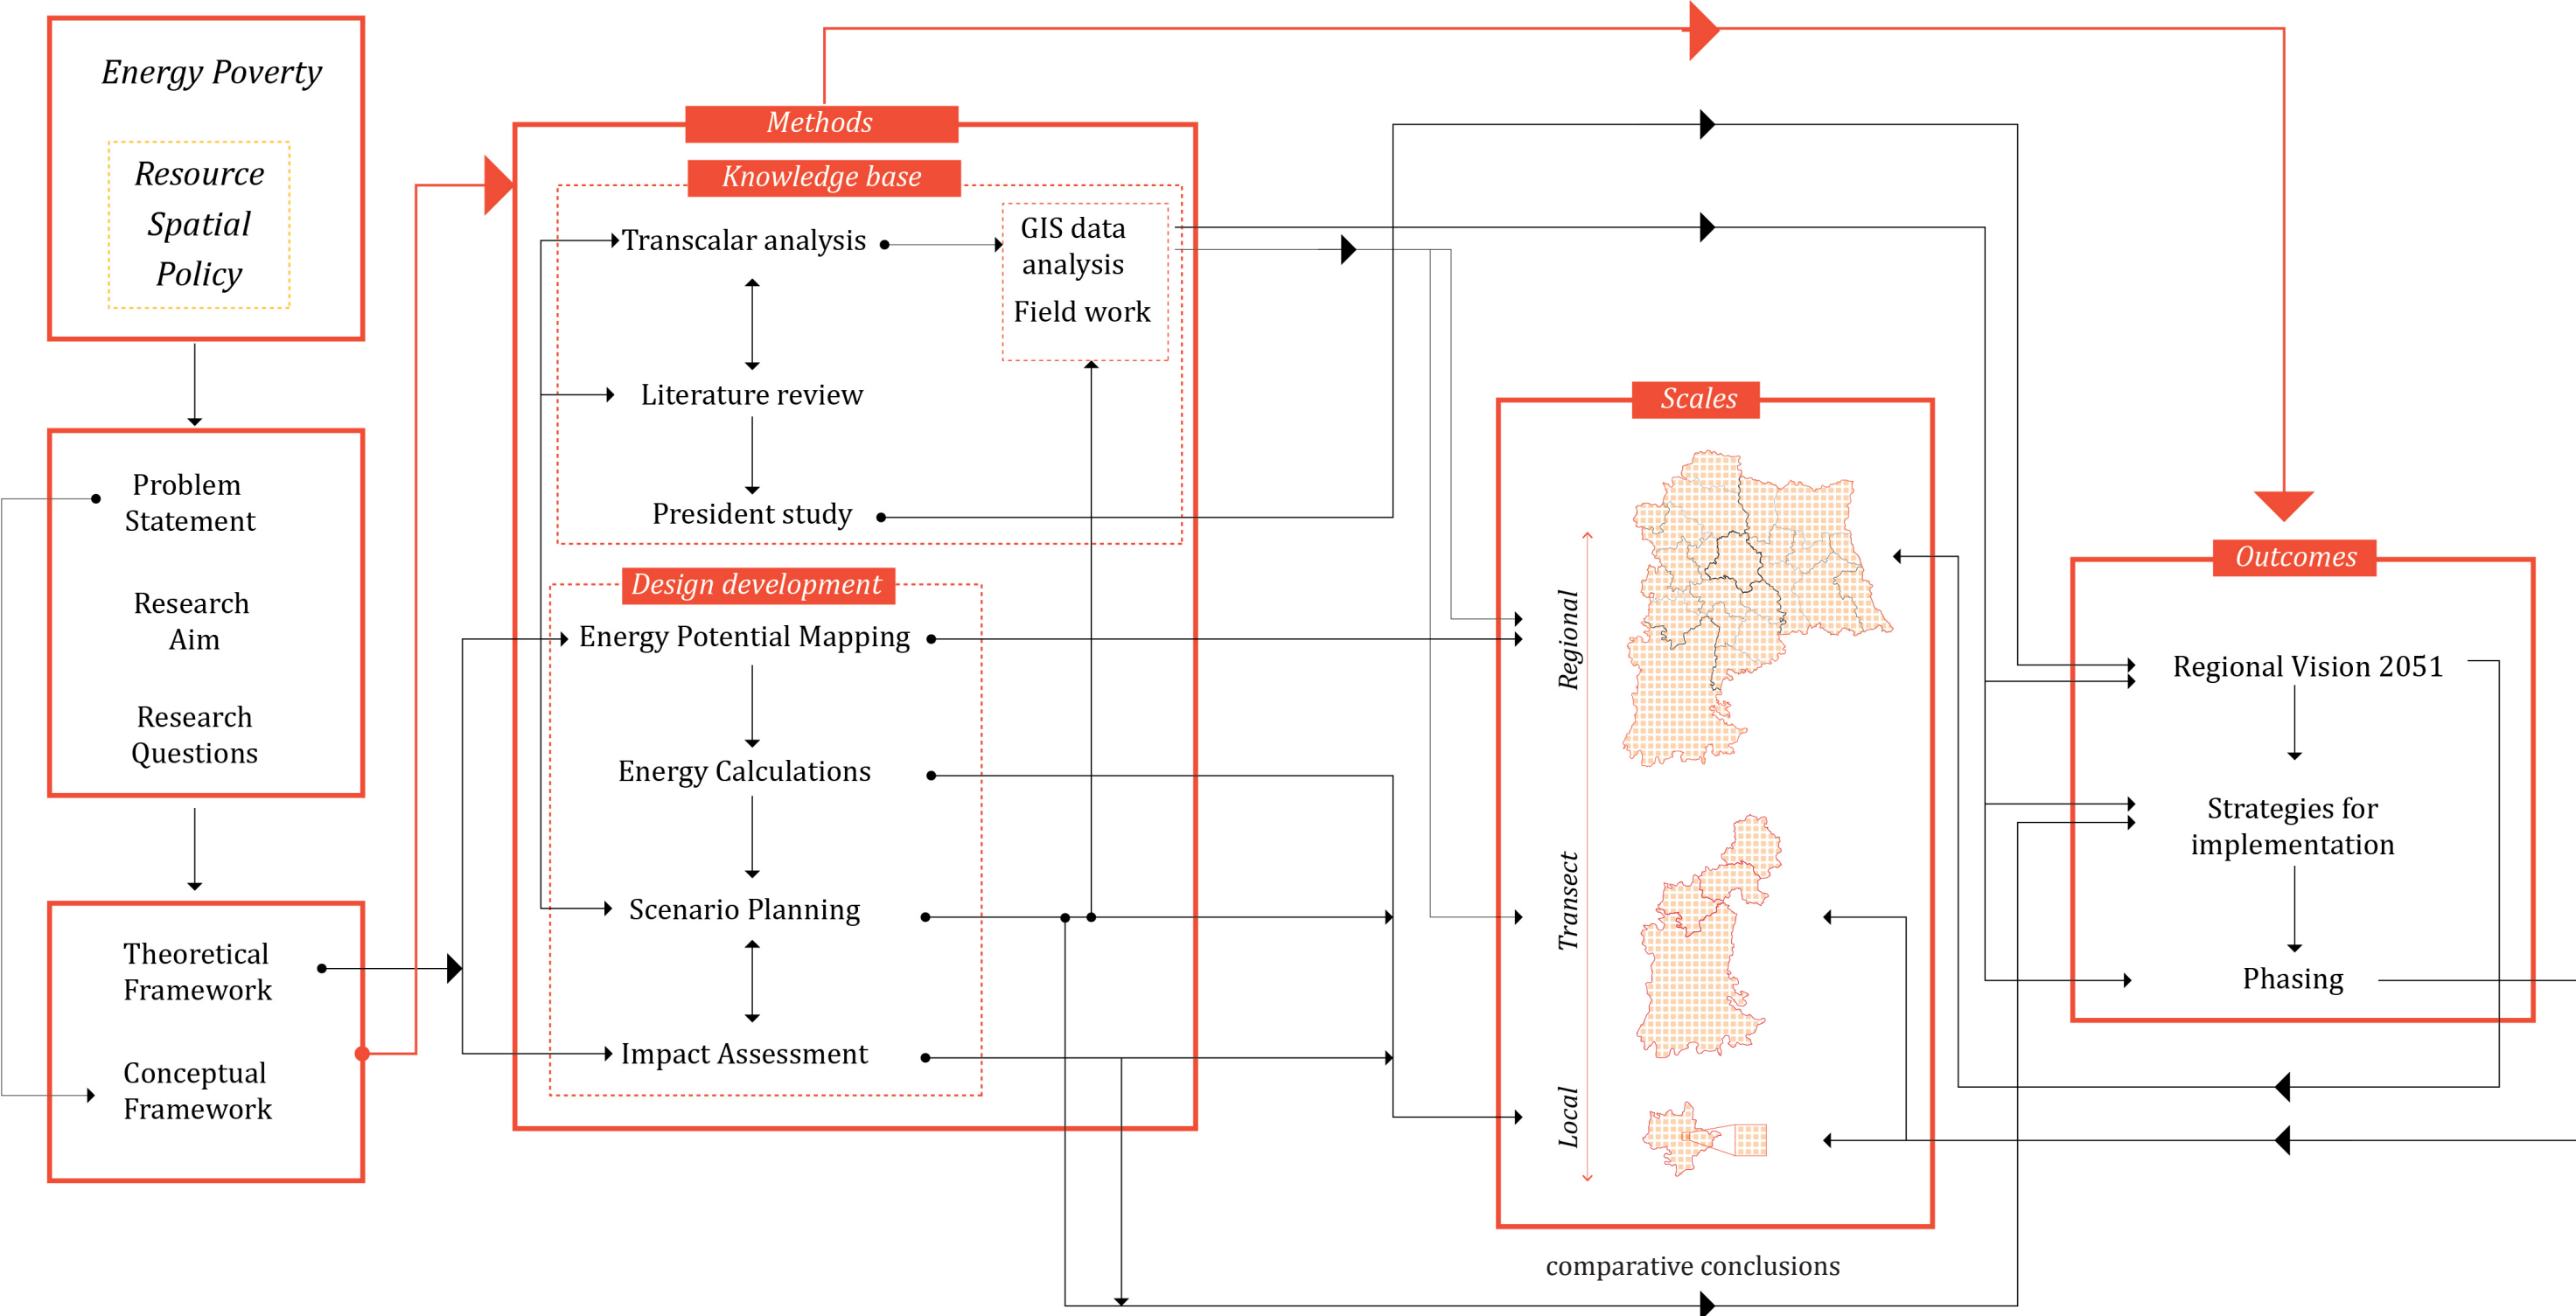 Energy Poverty
Resource
Spatial
Policy
Problem
Statement
Research
Aim
Research
Questions
Theoretical
Framework
Conceptual
Framework
Methods
Knowledge base
Transcalar analysis
GIS data
analysis
Field work
Literature review
President study
Design development
Energy Potential Mapping
Energy Calculations
Scenario Planning
Impact Assessment
Scales
Regional
Transect
Local
comparative conclusions
Outcomes
Regional Vision 2051
Strategies for
implementation
Phasing